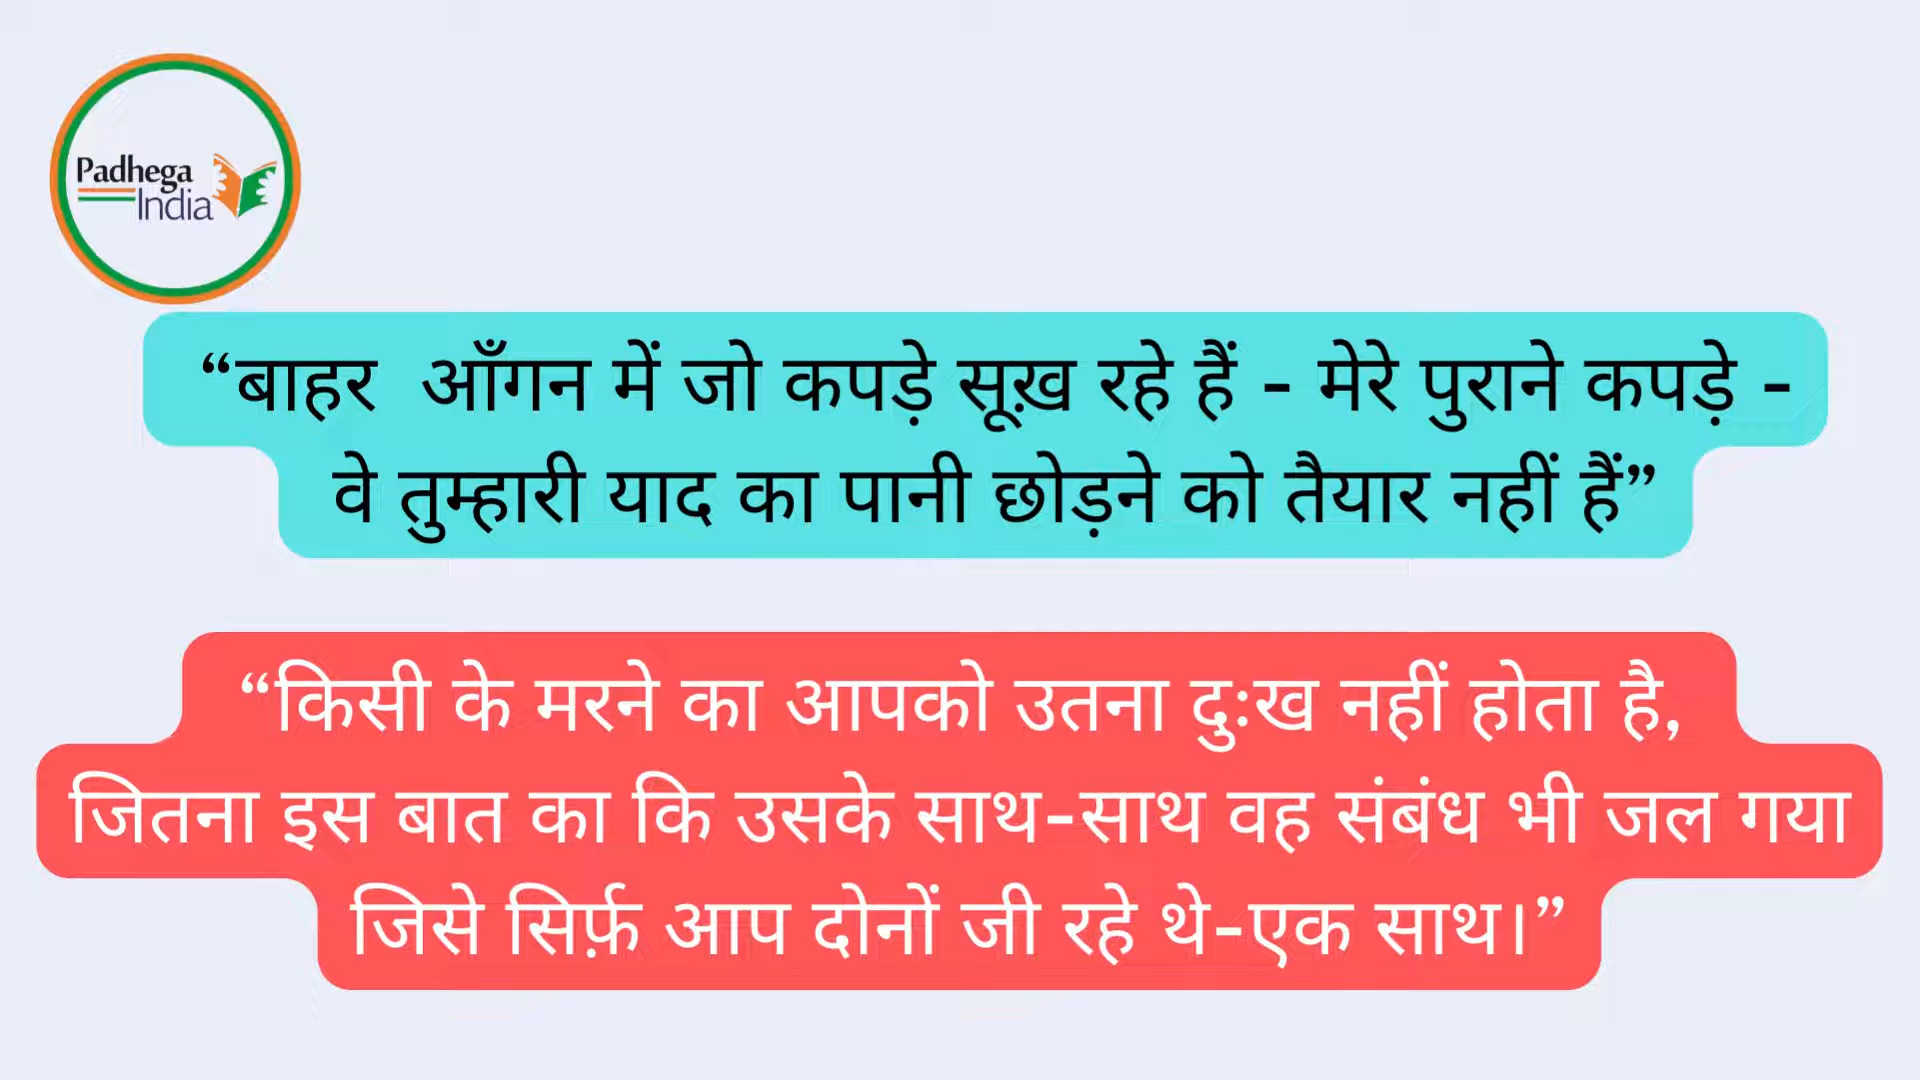 Padhega
India
“बाहर  आँगन में जो कपड़े सूख़ रहे हैं - मेरे पुराने कपड़े -
वे तुम्हारी याद का पानी छोड़ने को तैयार नहीं हैं”
“किसी के मरने का आपको उतना दुःख नहीं होता है,
जितना इस बात का कि उसके साथ-साथ वह संबंध भी जल गया
जिसे सिर्फ़ आप दोनों जी रहे थे-एक साथ।”